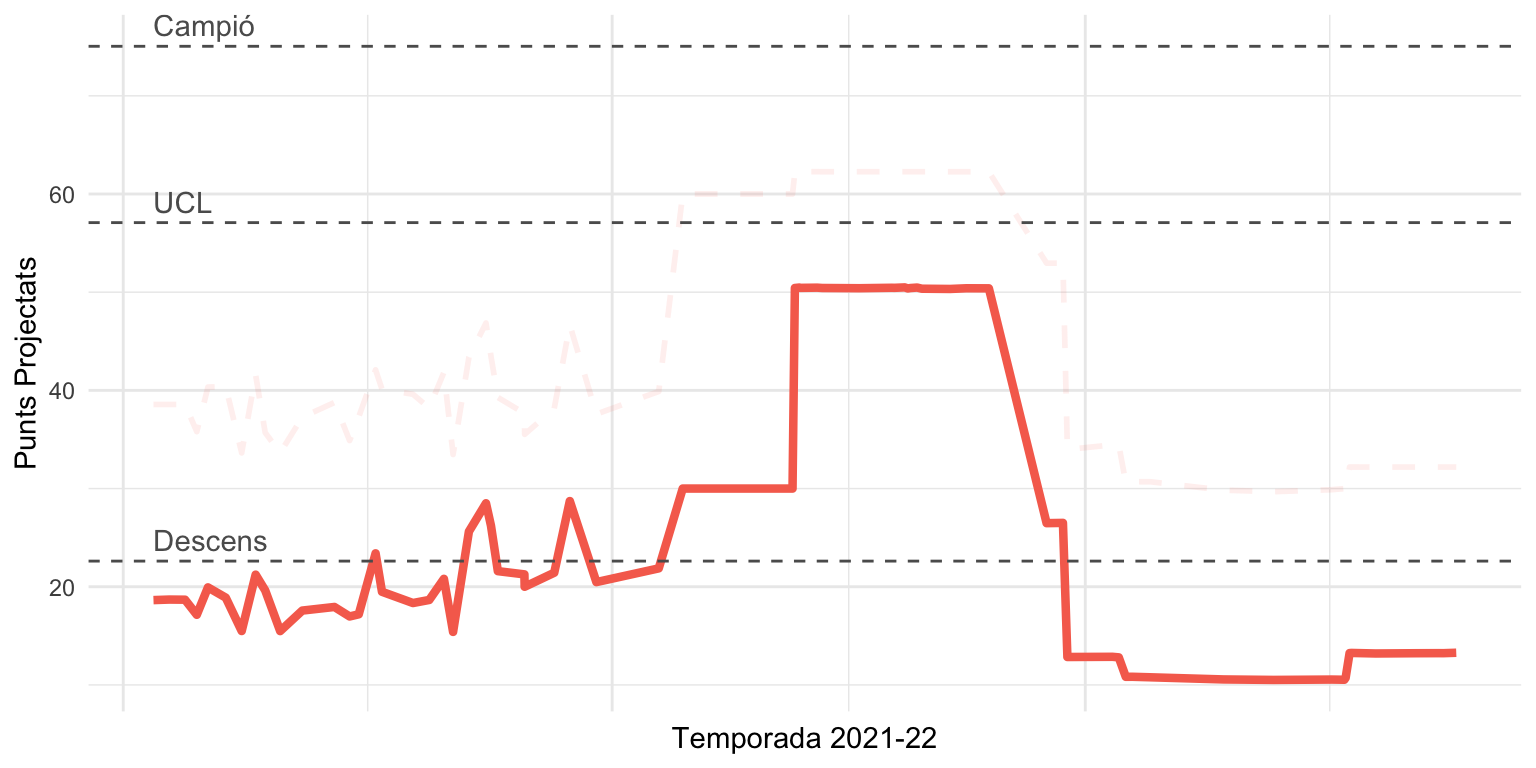 Campió
60
UCL
40
Punts Projectats
Descens
20
Temporada 2021-22